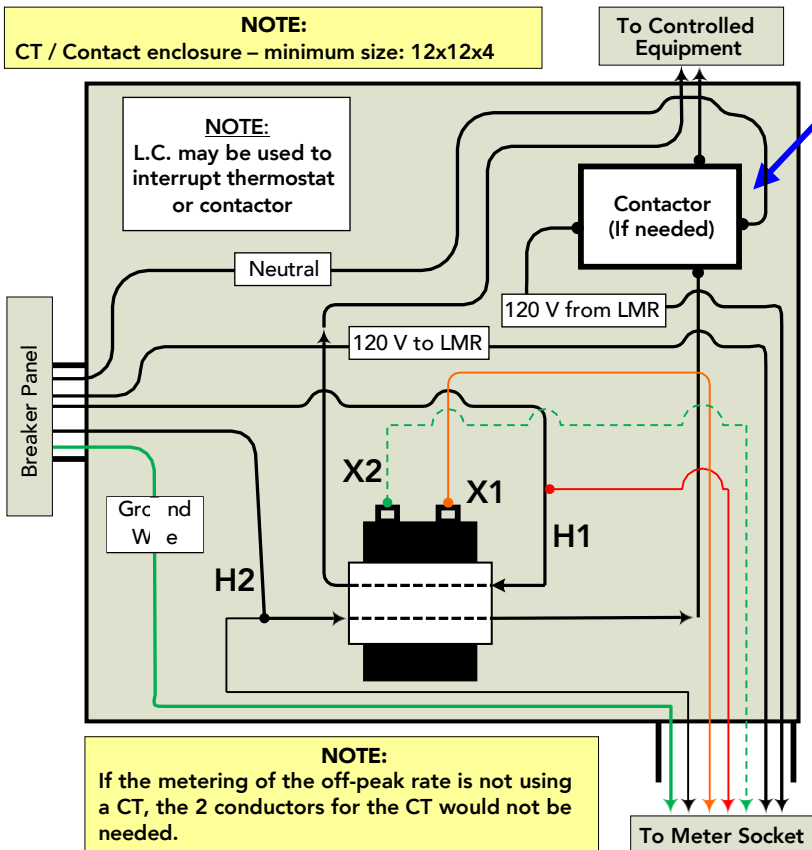 NOTE:
CT / Contact enclosure – minimum size: 12x12x4
To Controlled
Equipment
NOTE:
L.C. may be used to
interrupt thermostat
or contactor
Contactor
(If needed)
Neutral
120 V from LMR
120 V to LMR
Breaker Panel
X2
X1
H1
H2
NOTE:
If the metering of the off-peak rate is not using
a CT, the 2 conductors for the CT would not be
needed.
To Meter Socket